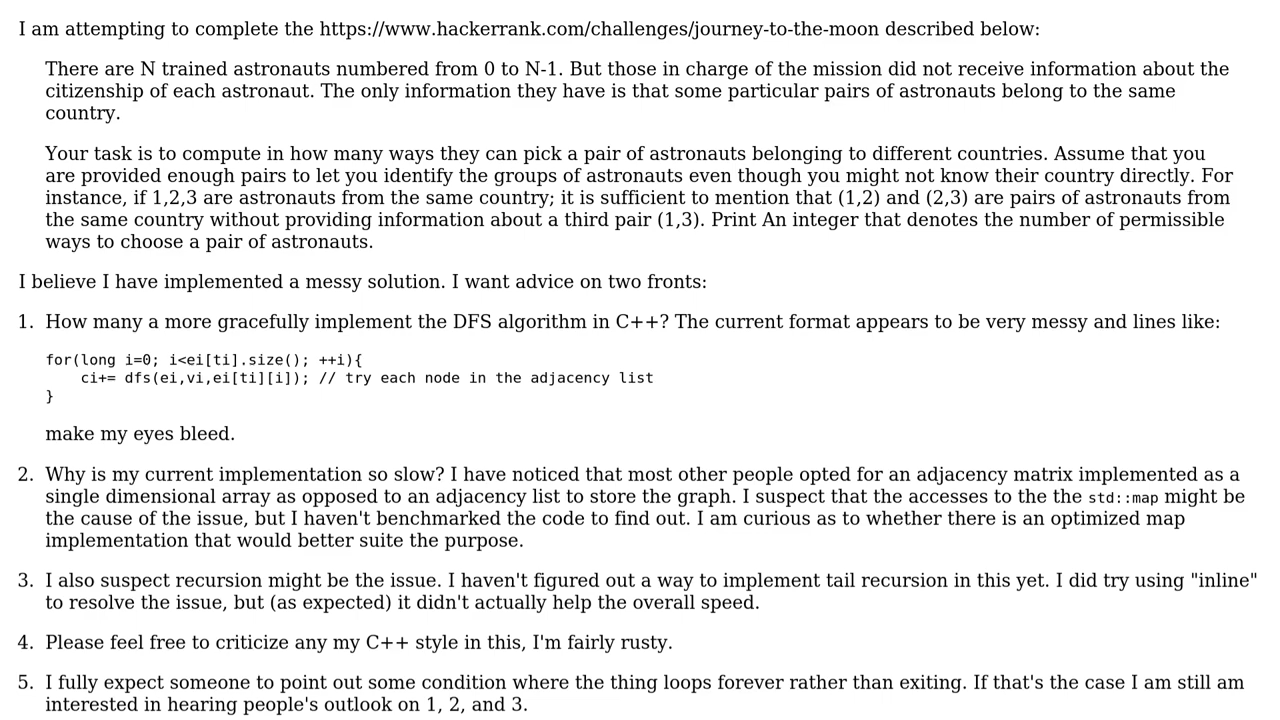 I am attempting to complete the https://www.hackerrank.com/challenges/journey-to-the-moon described below:
There are N trained astronauts numbered from 0 to N-1. But those in charge of the mission did not receive information about the
citizenship of each astronaut. The only information they have is that some particular pairs of astronauts belong to the same
country.
Your task is to compute in how many ways they can pick a pair of astronauts belonging to different countries. Assume that you
are provided enough pairs to let you identify the groups of astronauts even though you might not know their country directly. For
instance, if 1,2,3 are astronauts from the same country; it is sufficient to mention that (1,2) and (2,3) are pairs of astronauts from
the same country without providing information about a third pair (1,3). Print An integer that denotes the number of permissible
ways to choose a pair of astronauts.
I believe I have implemented a messy solution. I want advice on two fronts:
1. How many a more gracefully implement the DFS algorithm in C++? The current format appears to be very messy and lines like:
for(long i=0; i<ei[ti].size(); ++i){
    ci+= dfs(ei,vi,ei[ti][i]); // try each node in the adjacency list
}
make my eyes bleed.
2. Why is my current implementation so slow? I have noticed that most other people opted for an adjacency matrix implemented as a
single dimensional array as opposed to an adjacency list to store the graph. I suspect that the accesses to the the std::map might be
the cause of the issue, but I haven't benchmarked the code to find out. I am curious as to whether there is an optimized map
implementation that would better suite the purpose.
3. I also suspect recursion might be the issue. I haven't figured out a way to implement tail recursion in this yet. I did try using "inline"
to resolve the issue, but (as expected) it didn't actually help the overall speed.
4. Please feel free to criticize any my C++ style in this, I'm fairly rusty.
5. I fully expect someone to point out some condition where the thing loops forever rather than exiting. If that's the case I am still am
interested in hearing people's outlook on 1, 2, and 3.